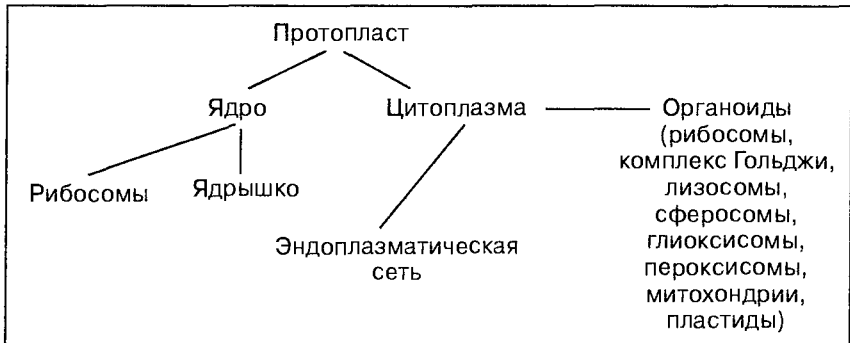 Протопласт
Ядро
Цитоплазма
Органоиды
(рибосомы,
комплекс Гольджи,
лизосомы,
сферосомы,
глиоксисомы,
пероксисомы,
митохондрии,
пластиды)
Рибосомы
Ядрышко
Эндоплазматическая
сеть